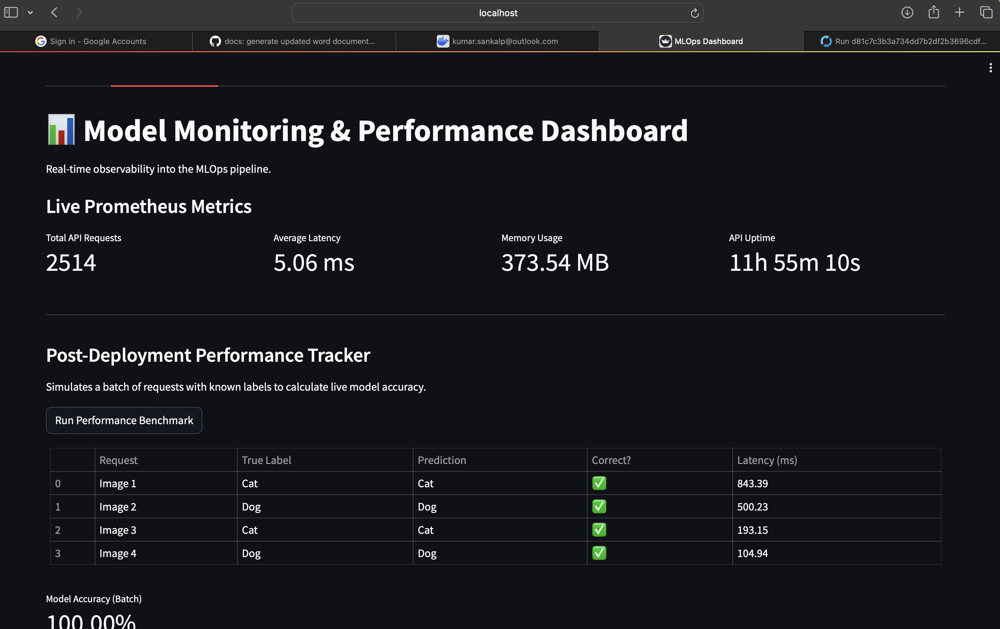 localhost
Sign in - Google Accounts
docs: generate updated word document...
kumar.sankalp@outlook.com
MLOps Dashboard
Run d81c7c3b3a734dd7b2df2b3696cdf...
Model Monitoring & Performance Dashboard
Real-time observability into the MLOps pipeline.
Live Prometheus Metrics
Total API Requests
2514
Average Latency
5.06 ms
Memory Usage
373.54 MB
API Uptime
11h 55m 10s
Post-Deployment Performance Tracker
Simulates a batch of requests with known labels to calculate live model accuracy.
Run Performance Benchmark
Request True Label Prediction Correct? Latency (ms)
0 Image 1 Cat Cat ✅ 843.39
1 Image 2 Dog Dog ✅ 500.23
2 Image 3 Cat Cat ✅ 193.15
3 Image 4 Dog Dog ✅ 104.94
Model Accuracy (Batch)
100.00%